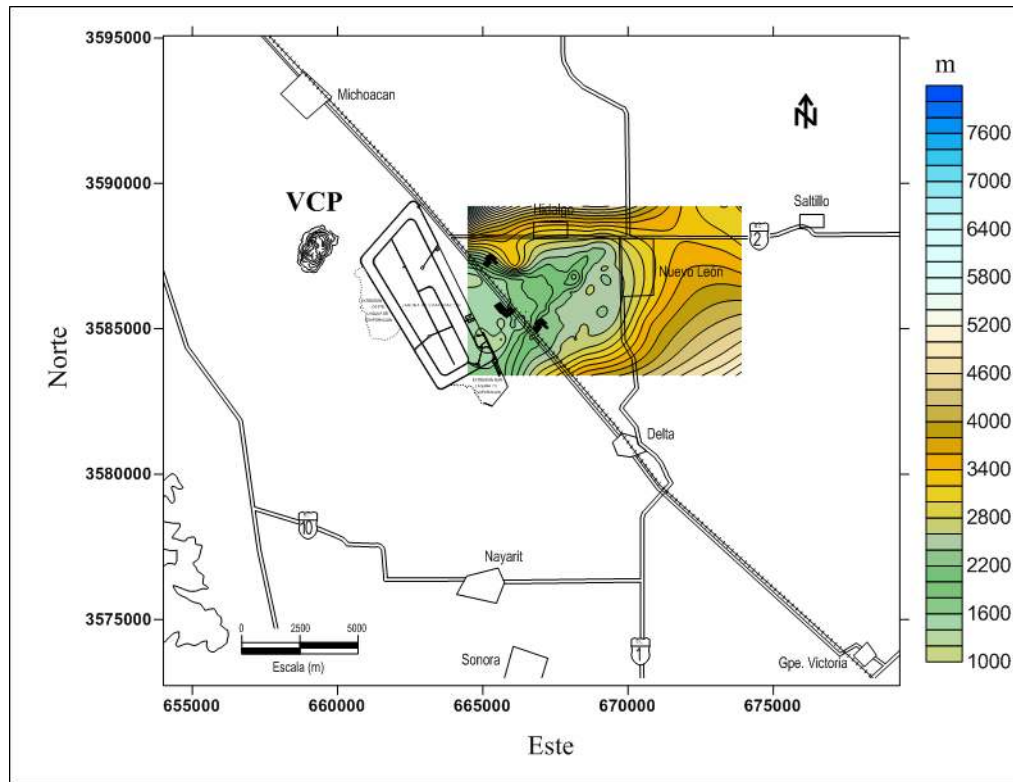 3595000
3590000
3585000
3580000
3575000
Norte
655000
660000
665000
670000
675000
Este
m
7600
7000
6400
5800
5200
4600
4000
3400
2800
2200
1600
1000
Michoacan
VCP
Hidalgo
Saltillo
2
Nuevo León
Delta
10
Nayarit
0
2500
5000
Escala (m)
Sonora
1
Gpe. Victoria
N